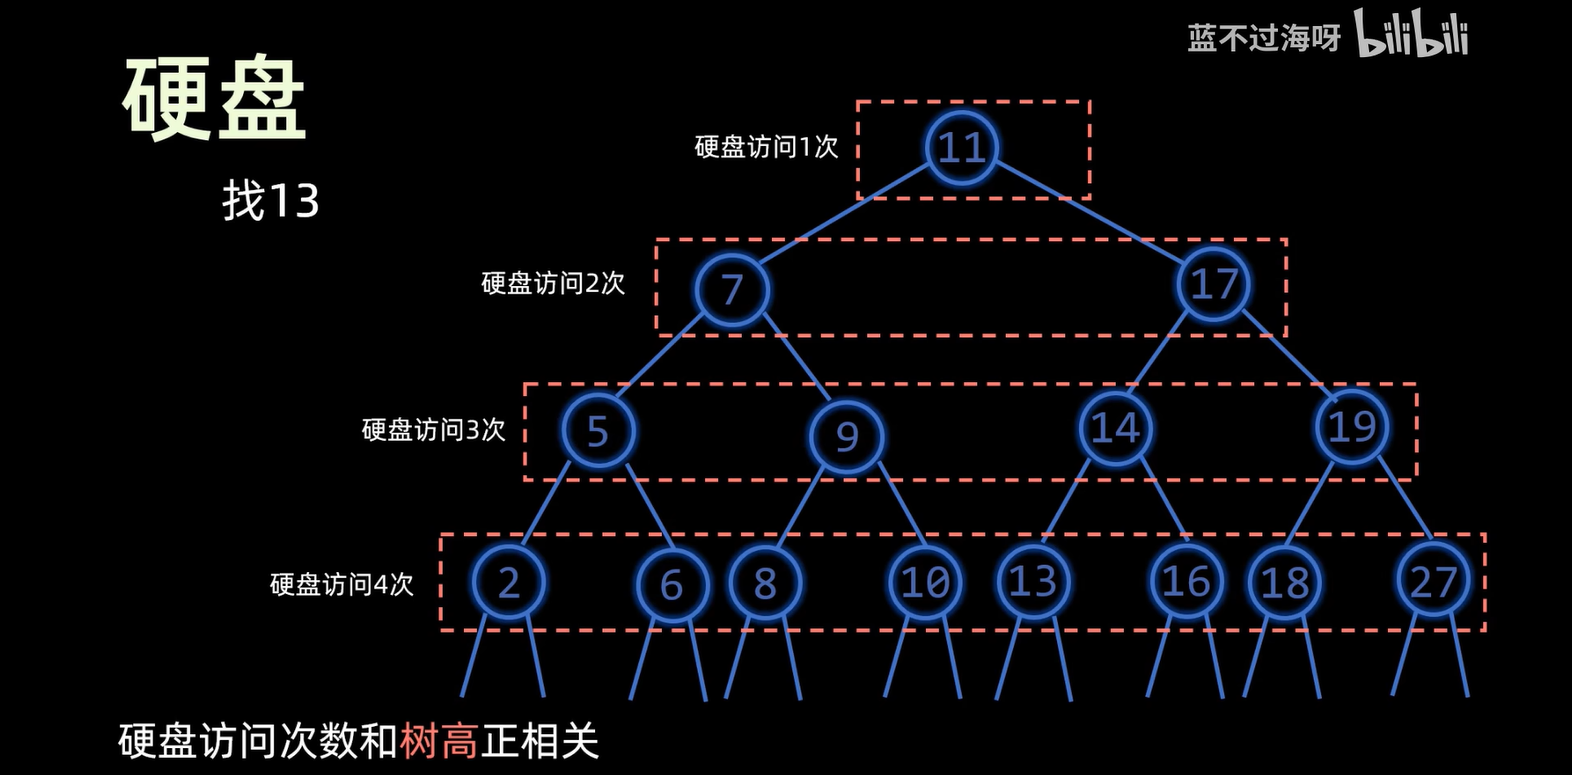 蓝不过海呀 bilibili
硬盘
找13
硬盘访问1次
11
硬盘访问2次
7 17
硬盘访问3次
5 9 14 19
硬盘访问4次
2 6 8 10 13 16 18 27
硬盘访问次数和树高正相关